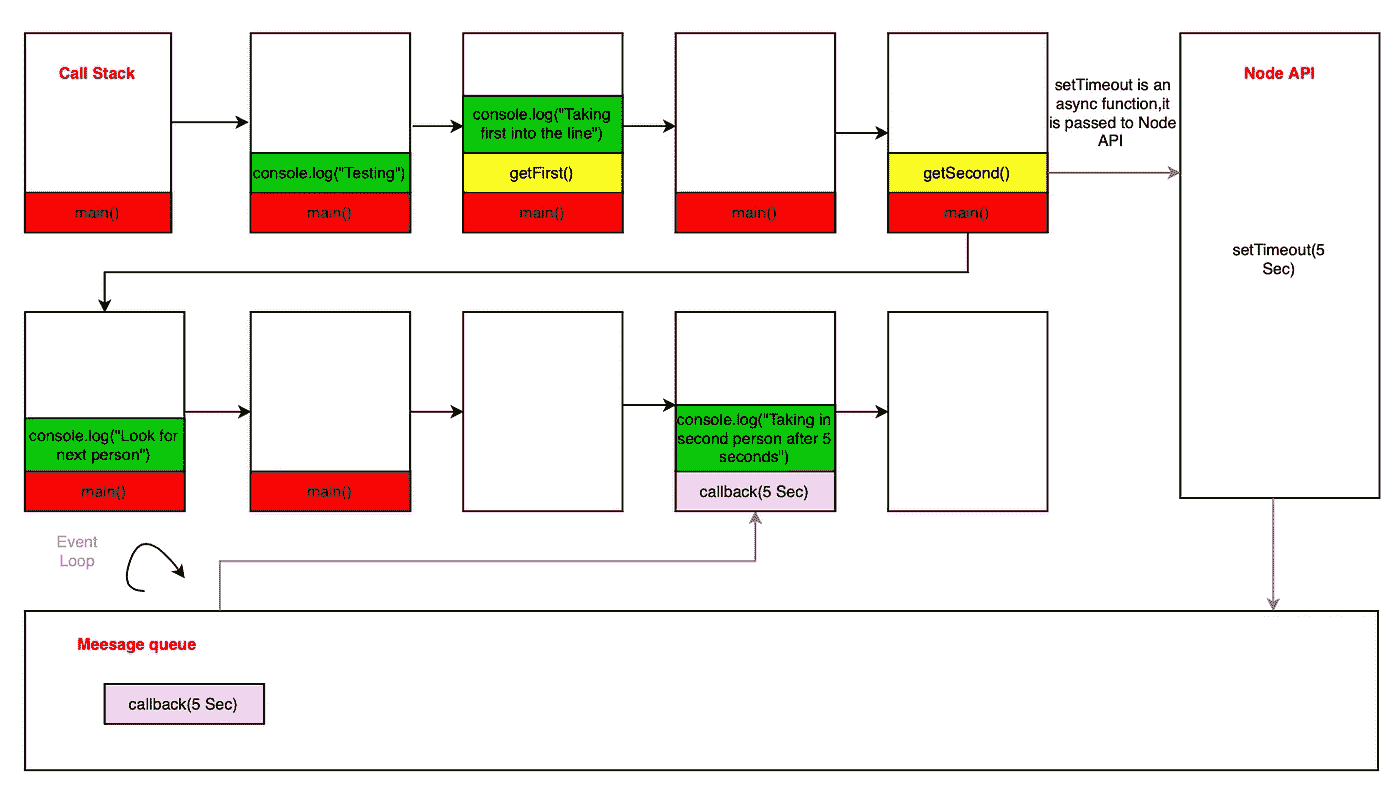 Call Stack
Node API
setTimeout is an
async function,it
is passed to Node
API
console.log("Taking
first into the line")
console.log("Testing")
getFirst()
getSecond()
main()
main()
main()
main()
main()
setTimeout(5
Sec)
console.log("Look for
next person")
console.log("Taking in
second person after 5
seconds")
main()
main()
callback(5 Sec)
Event
Loop
Meesage queue
callback(5 Sec)